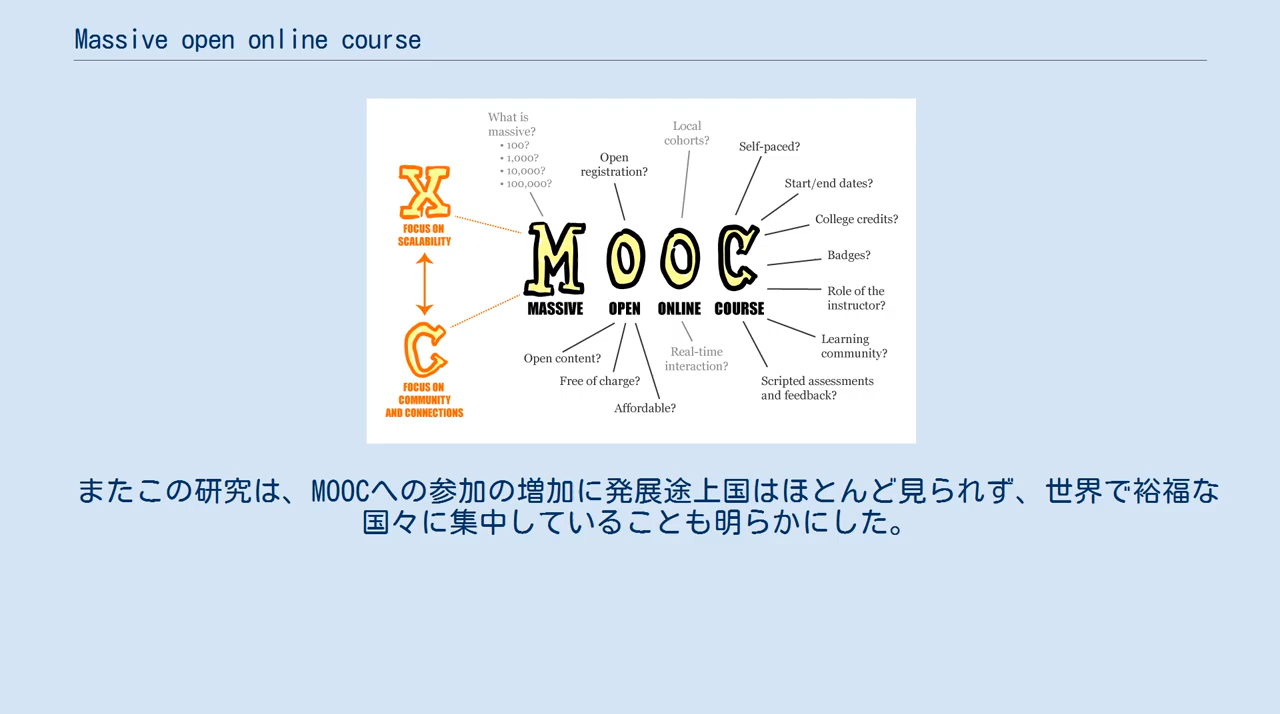 Massive open online course
What is
massive?
• 100?
• 1,000?
• 10,000?
• 100,000?
Open
registration?
Local
cohorts?
Self-paced?
Start/end dates?
College credits?
Badges?
Role of the
instructor?
Learning
community?
Scripted assessments
and feedback?
X
FOCUS ON
SCALABILITY
C
FOCUS ON
COMMUNITY
AND CONNECTIONS
MOOC
MASSIVE OPEN ONLINE COURSE
Open content?
Free of charge?
Affordable?
Real-time
interaction?
またこの研究は、MOOCへの参加の増加に発展途上国はほとんど見られず、世界で裕福な
国々に集中していることも明らかにした。